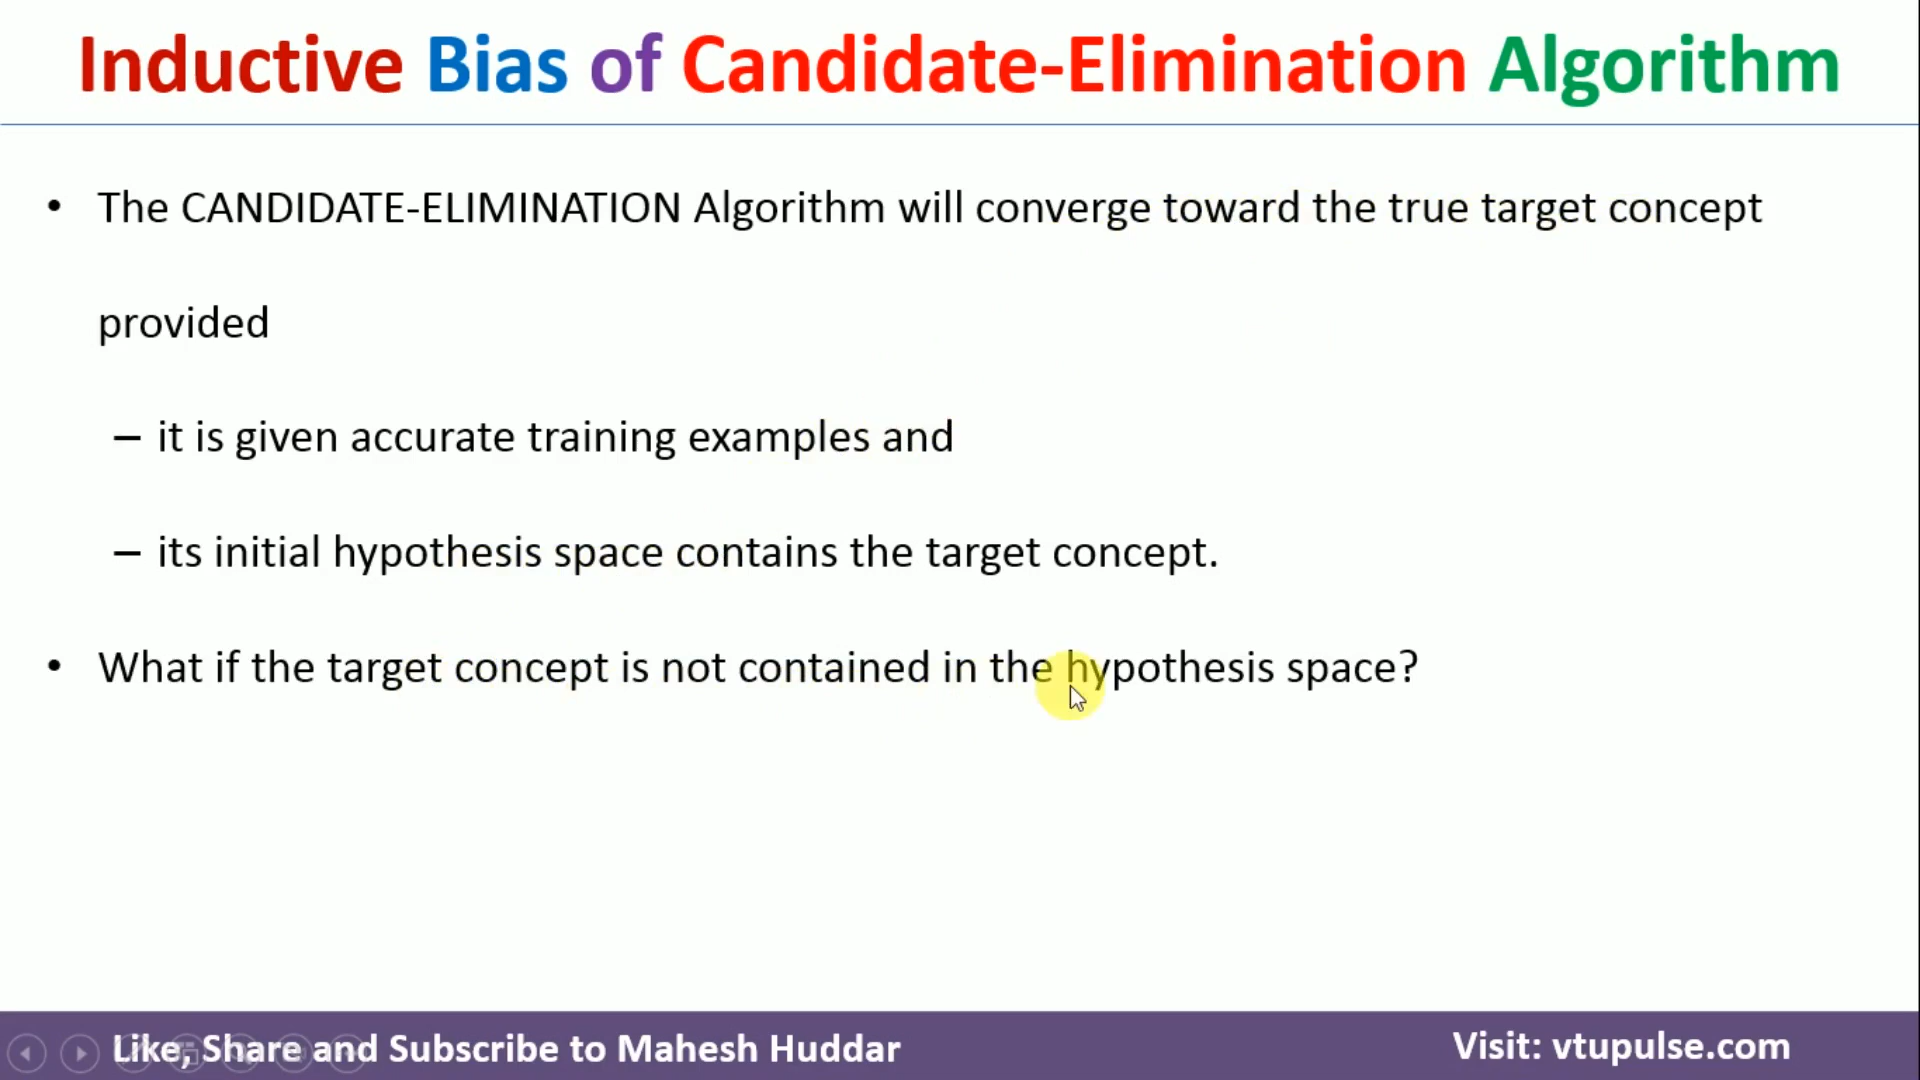 Inductive Bias of Candidate-Elimination Algorithm
• The CANDIDATE-ELIMINATION Algorithm will converge toward the true target concept
provided
– it is given accurate training examples and
– its initial hypothesis space contains the target concept.
• What if the target concept is not contained in the hypothesis space?
Like, Share and Subscribe to Mahesh Huddar
Visit: vtupulse.com